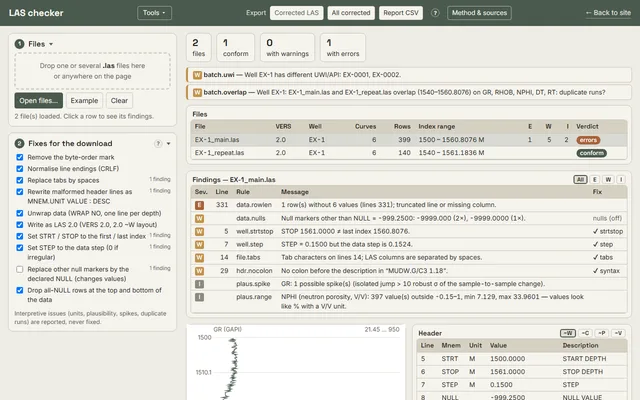 LAS checker
Tools
Export Corrected LAS All corrected Report CSV ? Method & sources ← Back to site
1 Files
Drop one or several .las files here
or anywhere on the page
Open files... Example Clear
2 file(s) loaded. Click a row to see its findings.
2 Fixes for the download ?
Remove the byte-order mark
Normalise line endings (CRLF)
Replace tabs by spaces 1 finding
Rewrite malformed header lines as 1 finding
MNEM.UNIT VALUE : DESC
Unwrap data (WRAP NO, one line per depth)
Write as LAS 2.0 (VERS 2.0, ~W layout)
Set STRT / STOP to the first / last index 1 finding
Set STEP to the data step (0 if 1 finding
irregular)
Replace other null markers by the 1 finding
declared NULL (changes values)
Drop all-NULL rows at the top and bottom of
the data
Interpretive issues (units, plausibility, spikes, duplicate
runs) are reported, never fixed.
2 files
1 conform
0 with warnings
1 with errors
W batch.uwi — Well EX-1 has different UWI/API: EX-0001, EX-0002.
W batch.overlap — Well EX-1: EX-1_main.las and EX-1_repeat.las overlap (1540–1560.8076) on GR, RHOB, NPHI, DT, RT: duplicate runs?
Files
File VERS Well Curves Rows Index range E W I Verdict
EX-1_main.las 2.0 EX-1 6 399 1500 – 1560.8076 M 1 5 2 errors
EX-1_repeat.las 2.0 EX-1 6 140 1540 – 1561.1836 M conform
Findings — EX-1_main.las All E W I
Sev. Line Rule Message Fix
E 331 data.rowlen 1 row(s) without 6 values (lines 331); truncated line or missing column.
W data.nulls Null markers other than NULL = -999.2500: -9999.000 (2×), -9999.0000 (1×). nulls (off)
W 5 well.strtstop STOP 1561.0000 ≠ last index 1560.8076. ✓ strtstop
W 7 well.step STEP = 0.1500 but the data step is 0.1524. ✓ step
W 14 file.tabs Tab characters on lines 14; LAS columns are separated by spaces. ✓ tabs
W 29 hdr.nocolon No colon before the description in "MUDW.G/C3 1.18". ✓ syntax
I plaus.spike GR: 1 possible spike(s) (isolated jump > 10 robust σ of the sample-to-sample change).
I plaus.range NPHI (neutron porosity, V/V): 397 value(s) outside -0.15–1, min 7.129, max 33.9601 — values look
like % with a V/V unit.
GR (GAPI) 21.45 ... 950
1500
1510.1
Header ~W ~C ~P ~V
Line Mnem Unit Value Description
5 STRT M 1500.0000 START DEPTH
6 STOP M 1561.0000 STOP DEPTH
7 STEP M 0.1500 STEP
8 NULL -999.2500 NULL VALUE